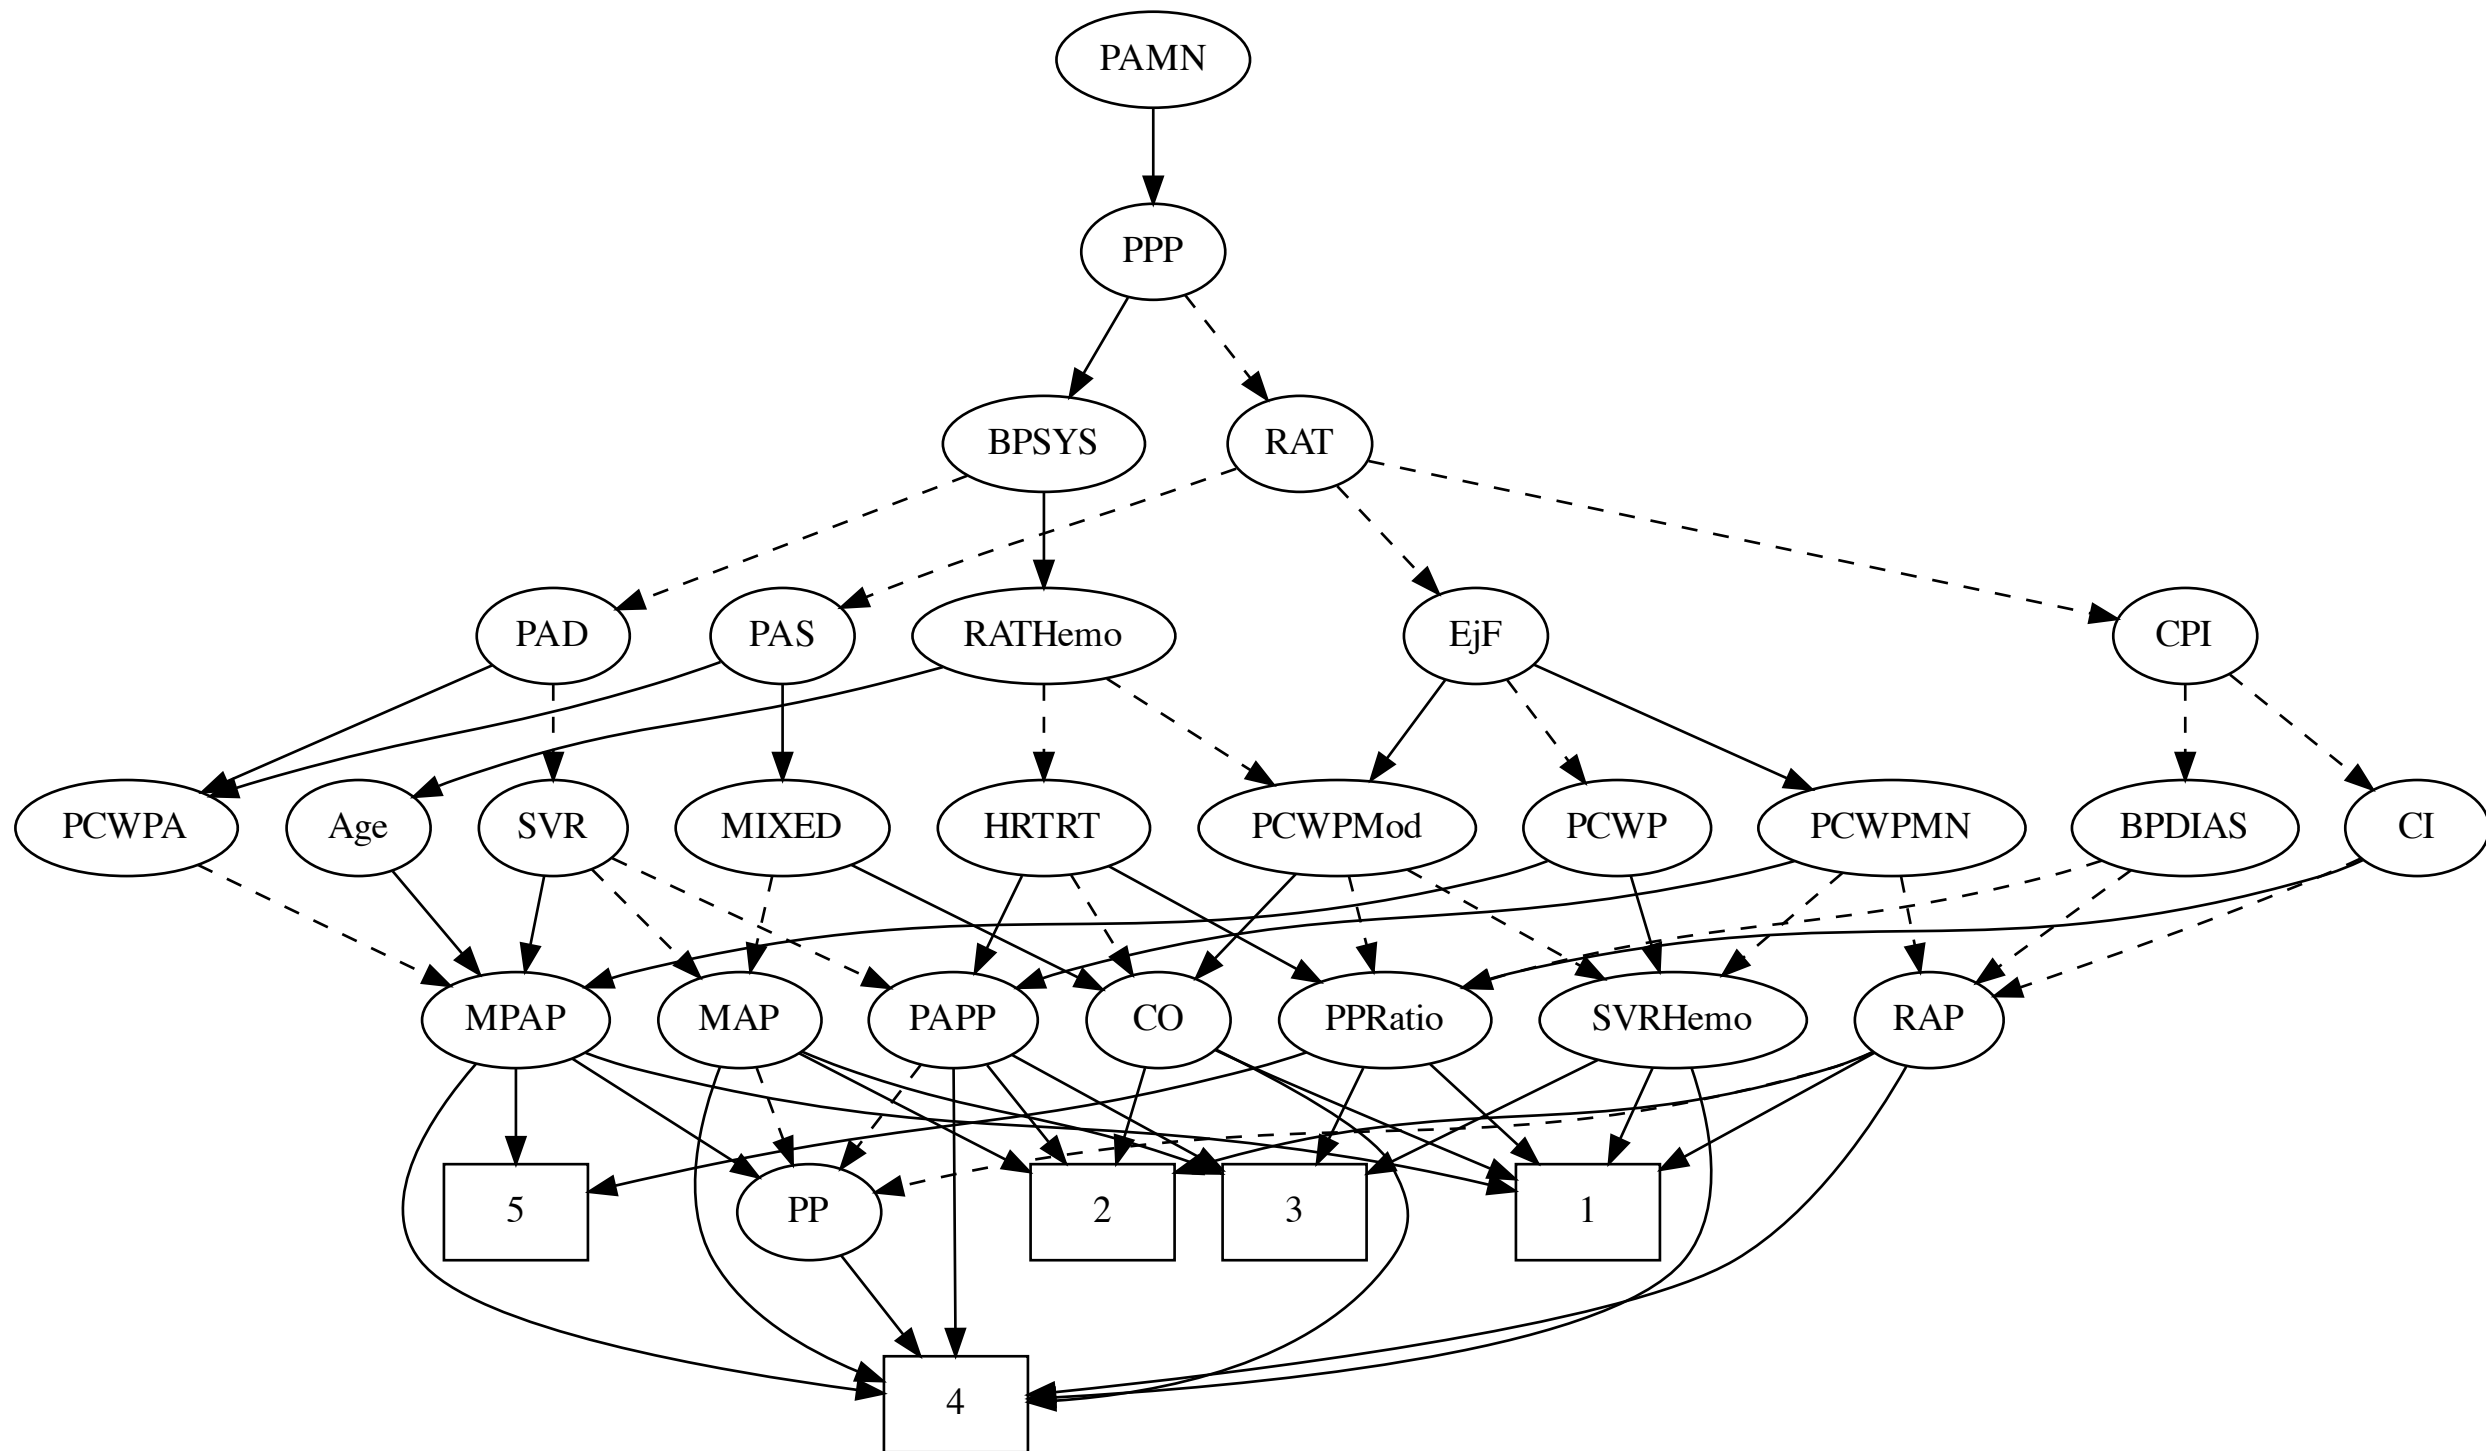 PAMN
PPP
BPSYS
RAT
PAD
PAS
RATHemo
EjF
CPI
PCWPA
Age
SVR
MIXED
HRTRT
PCWPMod
PCWP
PCWPMN
BPDIAS
CI
MPAP
MAP
PAPP
CO
PPRatio
SVRHemo
RAP
5
PP
2
3
1
4